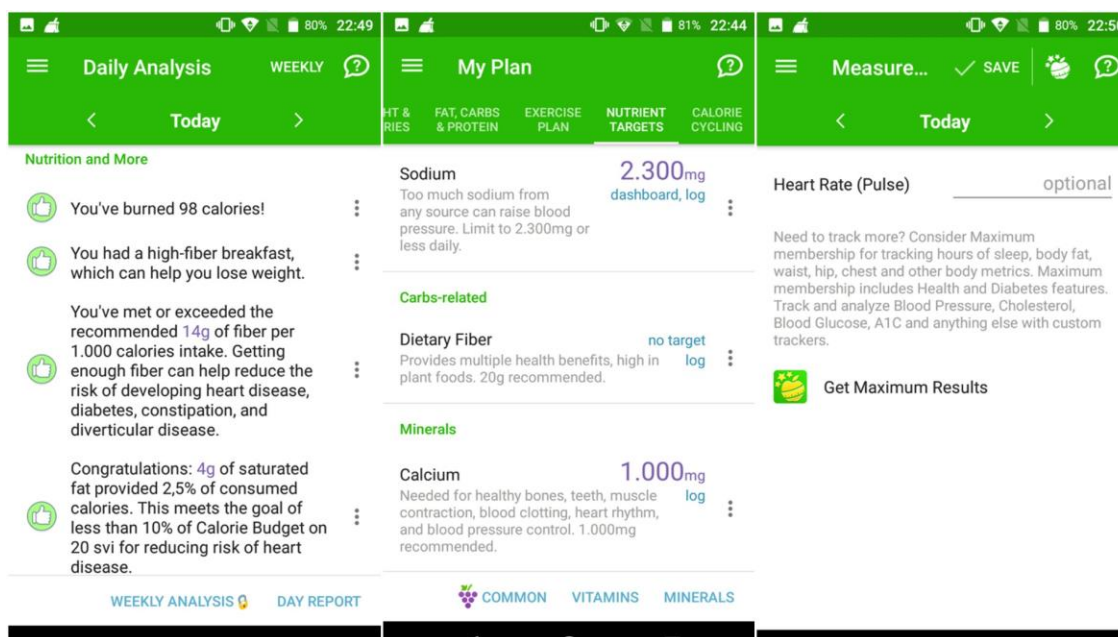 80% 22:49
Daily Analysis WEEKLY
Today
Nutrition and More
You've burned 98 calories!
You had a high-fiber breakfast,
which can help you lose weight.
You've met or exceeded the
recommended 14g of fiber per
1.000 calories intake. Getting
enough fiber can help reduce the
risk of developing heart disease,
diabetes, constipation, and
diverticular disease.
Congratulations: 4g of saturated
fat provided 2,5% of consumed
calories. This meets the goal of
less than 10% of Calorie Budget on
20 svi for reducing risk of heart
disease.
WEEKLY ANALYSIS DAY REPORT
81% 22:44
My Plan
HT &
RIES
FAT, CARBS
& PROTEIN
EXERCISE
PLAN
NUTRIENT
TARGETS
CALORIE
CYCLING
Sodium 2.300mg
dashboard, log
Too much sodium from
any source can raise blood
pressure. Limit to 2.300mg or
less daily.
Carbs-related
Dietary Fiber no target
log
Provides multiple health benefits, high in
plant foods. 20g recommended.
Minerals
Calcium 1.000mg
log
Needed for healthy bones, teeth, muscle
contraction, blood clotting, heart rhythm,
and blood pressure control. 1.000mg
recommended.
COMMON VITAMINS MINERALS
80% 22:5
Measure... SAVE
Today
Heart Rate (Pulse) optional
Need to track more? Consider Maximum
membership for tracking hours of sleep, body fat,
waist, hip, chest and other body metrics. Maximum
membership includes Health and Diabetes features.
Track and analyze Blood Pressure, Cholesterol,
Blood Glucose, A1C and anything else with custom
trackers.
Get Maximum Results